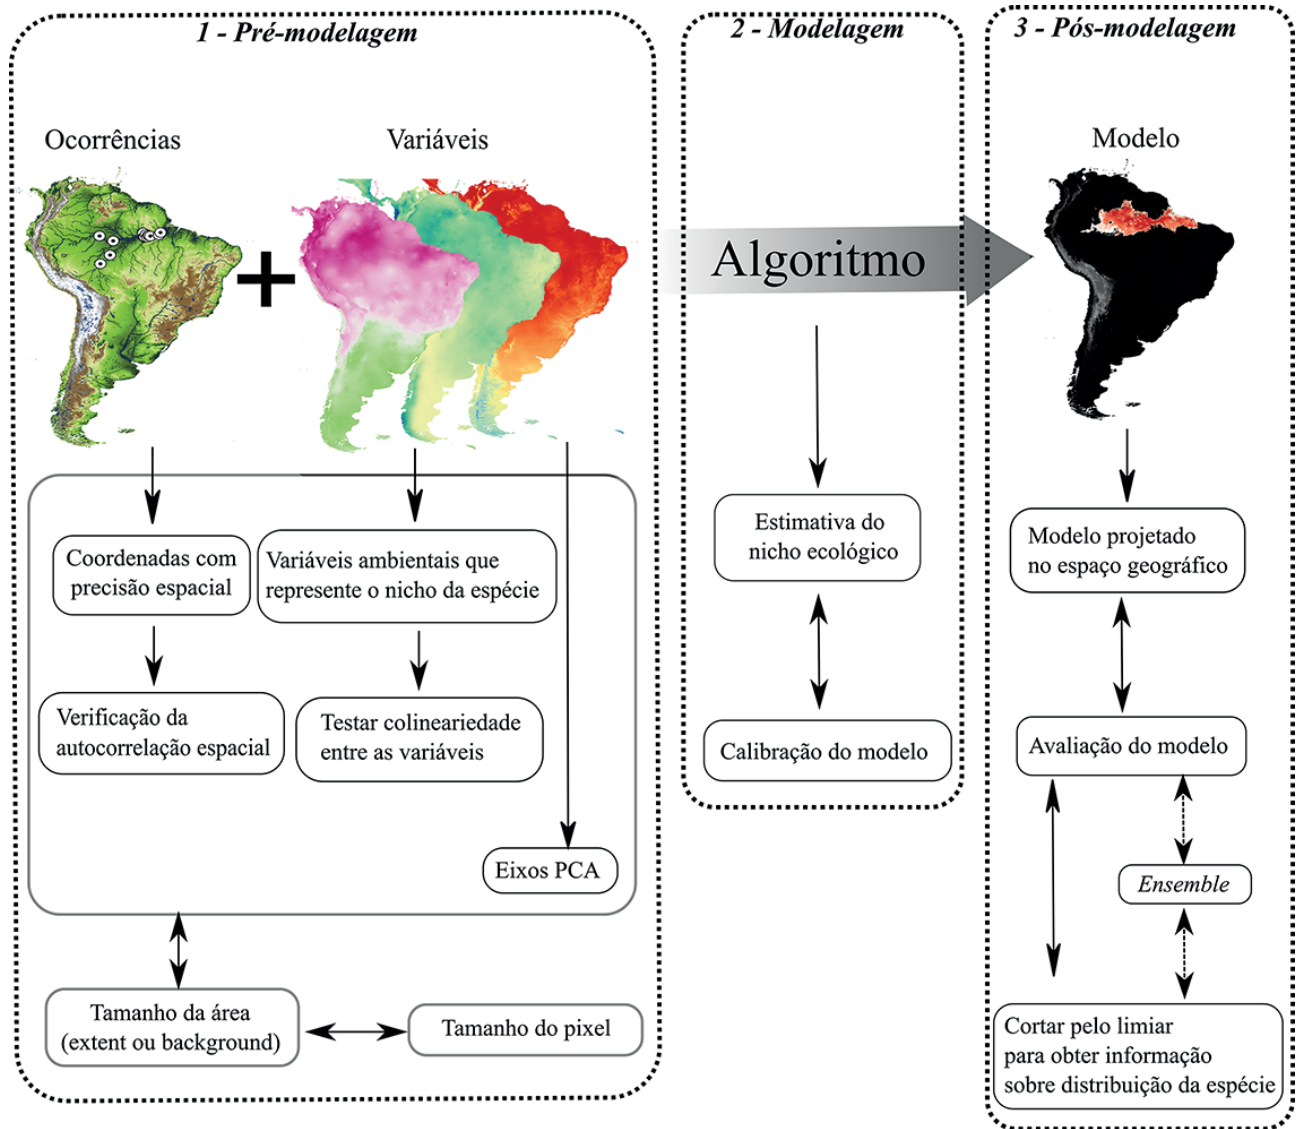 1 - Pré-modelagem
Ocorrências
Variáveis
Coordenadas com
precisão espacial
Variáveis ambientais que
represente o nicho da espécie
Verificação da
autocorrelação espacial
Testar colineariedade
entre as variáveis
Eixos PCA
Tamanho da área
(extent ou background)
Tamanho do pixel
2 - Modelagem
Algoritmo
Estimativa do
nicho ecológico
Calibração do modelo
3 - Pós-modelagem
Modelo
Modelo projetado
no espaço geográfico
Avaliação do modelo
Ensemble
Cortar pelo limiar
para obter informação
sobre distribuição da espécie